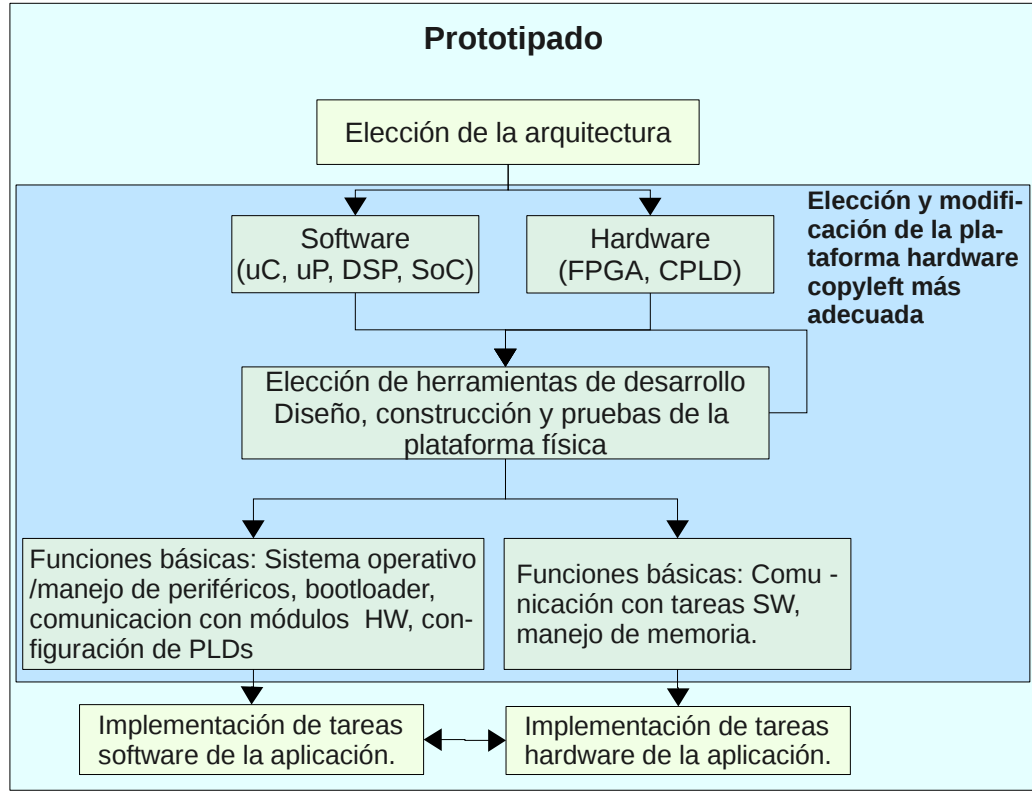 Prototipado
Elección de la arquitectura
Software
(uC, uP, DSP, SoC)
Hardware
(FPGA, CPLD)
Elección y modifi-
cación de la pla-
taforma hardware
copyleft más
adecuada
Elección de herramientas de desarrollo
Diseño, construcción y pruebas de la
plataforma física
Funciones básicas: Sistema operativo
/manejo de periféricos, bootloader,
comunicacion con módulos HW, con-
figuración de PLDs
Funciones básicas: Comu -
nicación con tareas SW,
manejo de memoria.
Implementación de tareas
software de la aplicación.
Implementación de tareas
hardware de la aplicación.